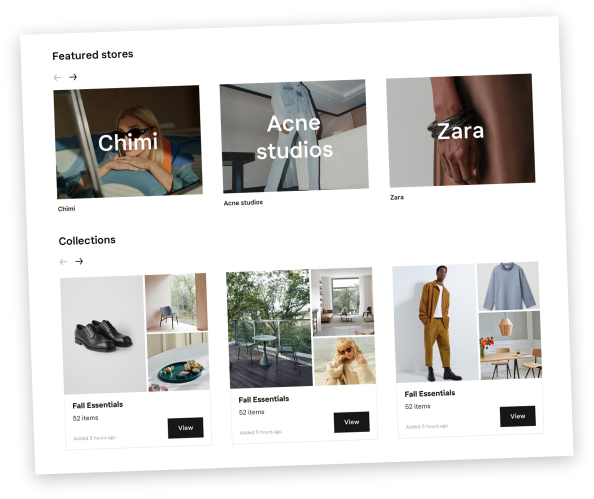 Featured stores
Chimi
Acne
studios
Zara
Chimi
Acne studios
Zara
Collections
Fall Essentials
52 items
Added 5 hours ago
View
Fall Essentials
52 items
Added 5 hours ago
View
Fall Essentials
52 items
Added 5 hours ago
View